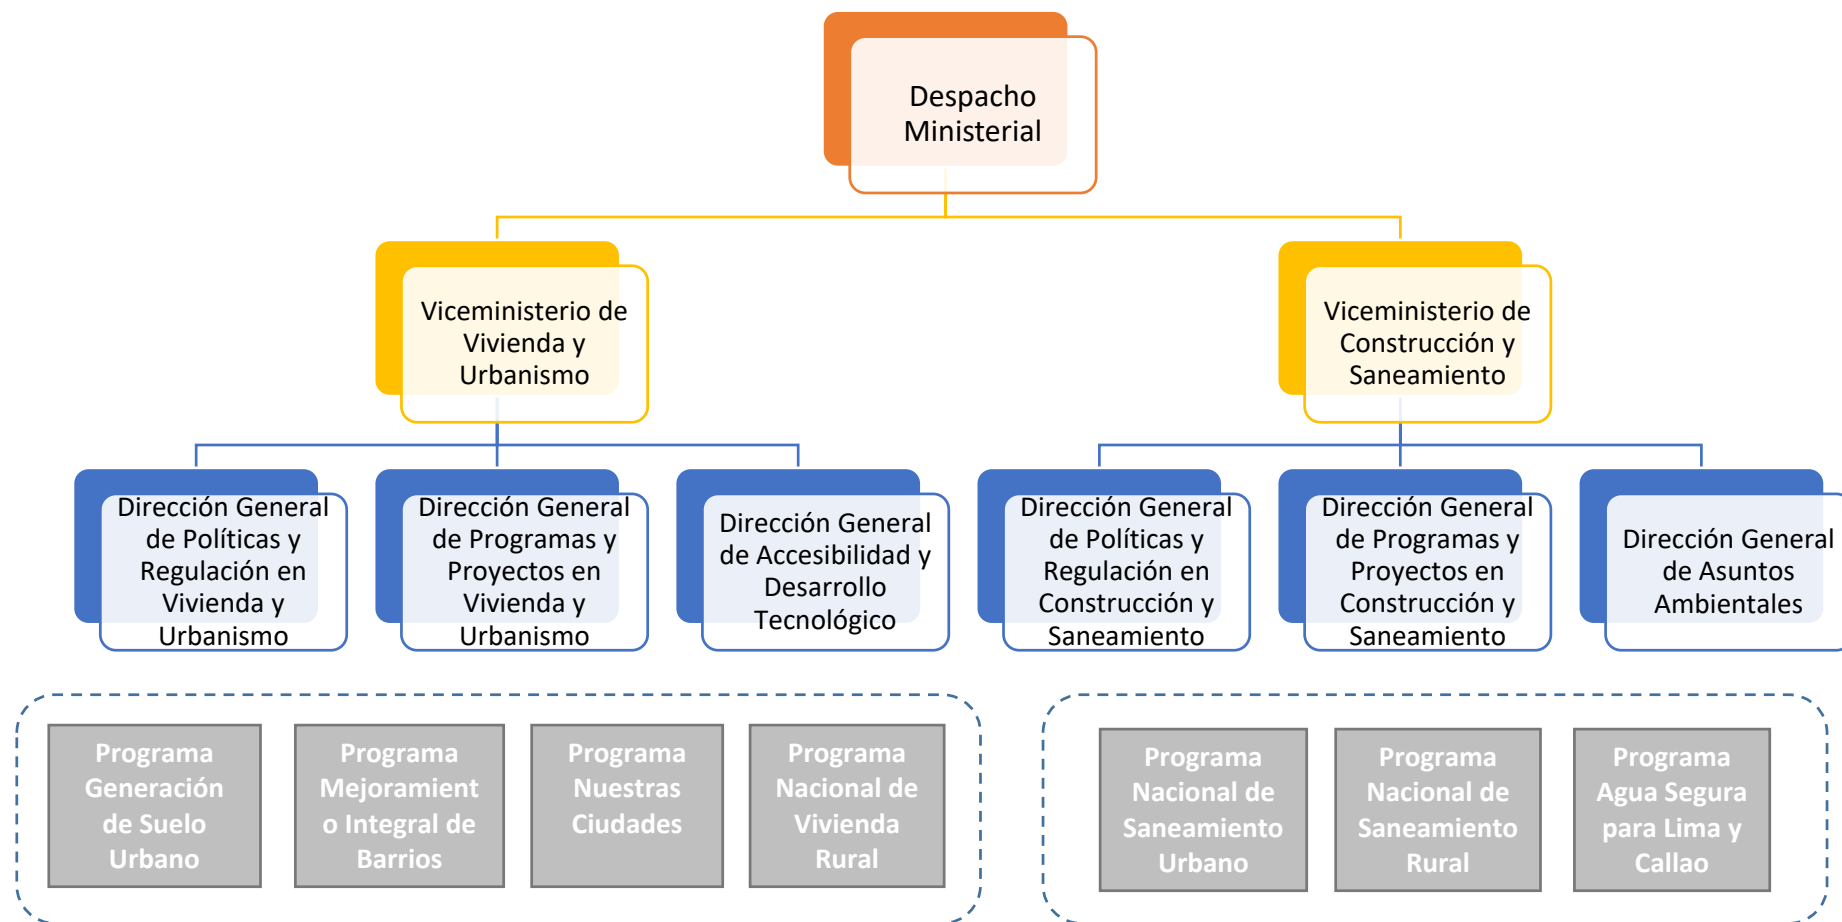 Despacho
Ministerial
Viceministerio de
Vivienda y
Urbanismo
Viceministerio de
Construcción y
Saneamiento
Dirección General
de Políticas y
Regulación en
Vivienda y
Urbanismo
Dirección General
de Programas y
Proyectos en
Vivienda y
Urbanismo
Dirección General
de Accesibilidad y
Desarrollo
Tecnológico
Dirección General
de Políticas y
Regulación en
Construcción y
Saneamiento
Dirección General
de Programas y
Proyectos en
Construcción y
Saneamiento
Dirección General
de Asuntos
Ambientales
Programa
Generación
de Suelo
Urbano
Programa
Mejoramient
o Integral de
Barrios
Programa
Nuestras
Ciudades
Programa
Nacional de
Vivienda
Rural
Programa
Nacional de
Saneamiento
Urbano
Programa
Nacional de
Saneamiento
Rural
Programa
Agua Segura
para Lima y
Callao